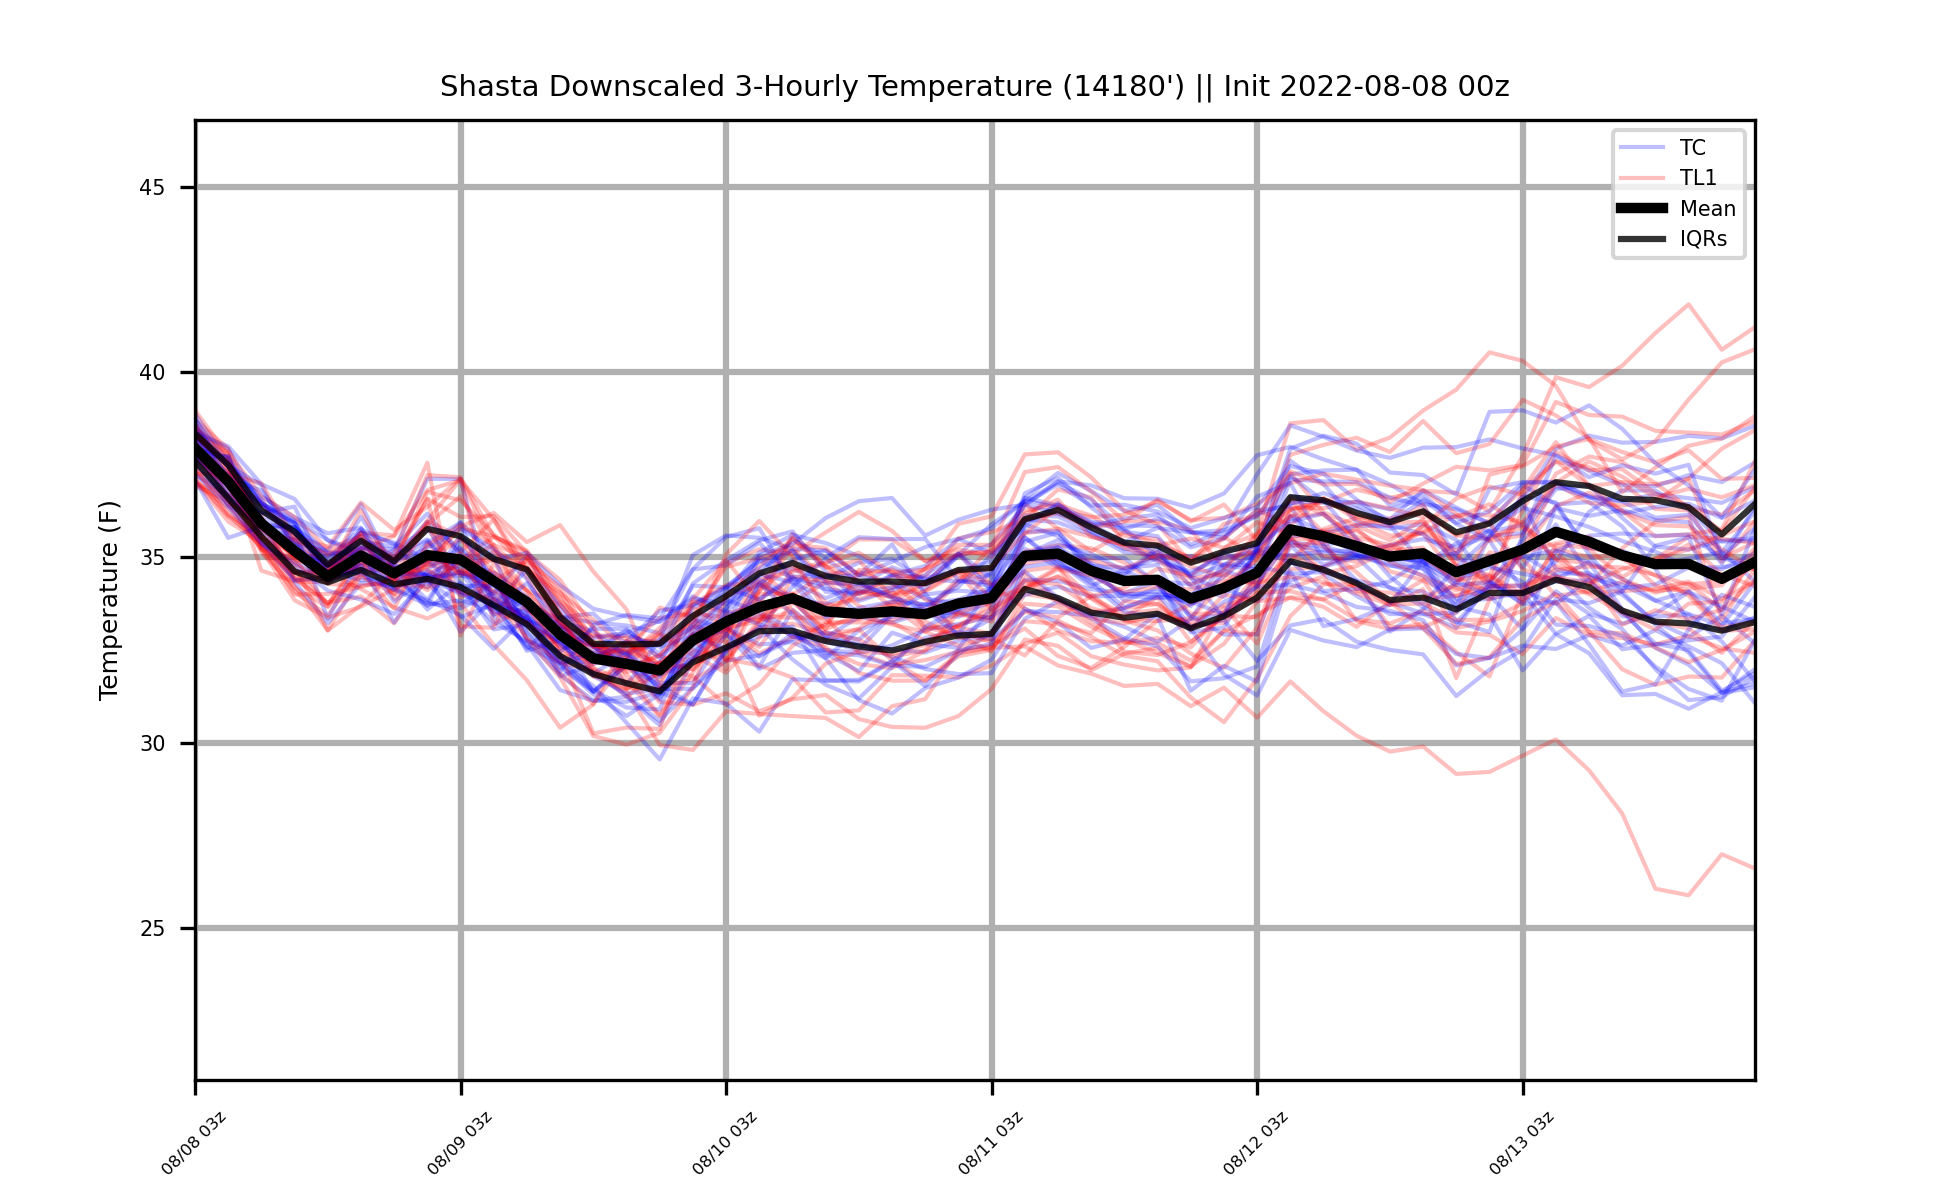 Shasta Downscaled 3-Hourly Temperature (14180') || Init 2022-08-08 00z
TC
TL1
Mean
IQRs
Temperature (F)
45
40
35
30
25
08/08 03z
08/09 03z
08/10 03z
08/11 03z
08/12 03z
08/13 03z